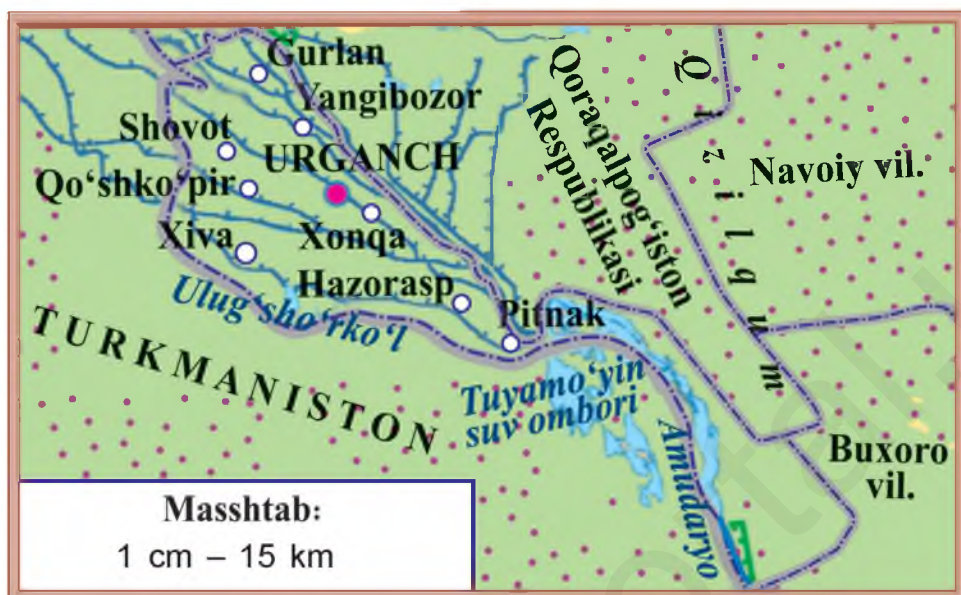 Gurlan
Yangibozor
Shovot
URGANCH
Qo‘shko‘pir
Xiva
Xonqa
Hazorasp
Pitnak
Ulug‘sho‘rko‘l
TURKMANISTON
Tuyamo‘yin
suv ombori
Amudaryo
Qoraqalpog‘iston
Respublikasi
Qizilqum
Navoiy vil.
Buxoro
vil.
Masshtab:
1 cm – 15 km